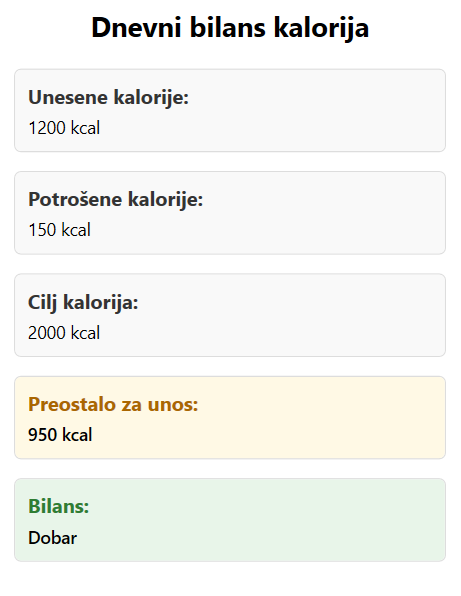 Dnevni bilans kalorija
Unesene kalorije:
1200 kcal
Potrošene kalorije:
150 kcal
Cilj kalorija:
2000 kcal
Preostalo za unos:
950 kcal
Bilans:
Dobar